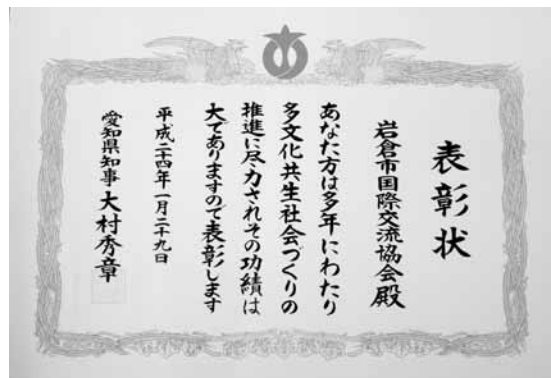 表彰状
岩倉市国際交流協会殿
あなた方は多年にわたり
多文化共生社会づくりの
推進に尽力されその功績は
大でありますので表彰します
平成二十四年一月二十九日
愛知県知事大村秀章